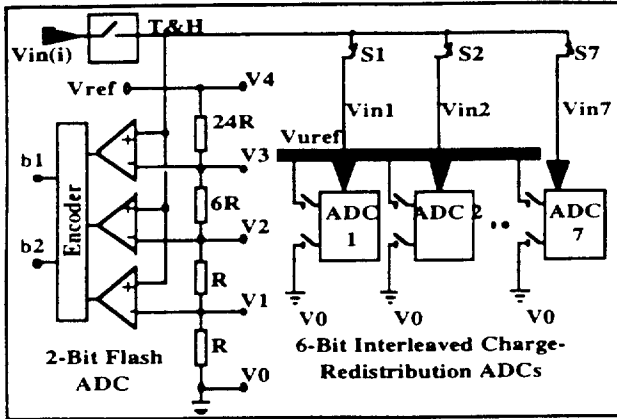 T&H
Vin(i)
S1
S2
S7
Vref
V4
Vin1
Vin2
Vin7
24R
Vuref
b1
V3
6R
ADC
1
ADC 2
ADC
7
Encoder
V2
b2
R
V1
V0
V0
V0
2-Bit Flash
ADC
R
V0
6-Bit Interleaved Charge-
Redistribution ADCs